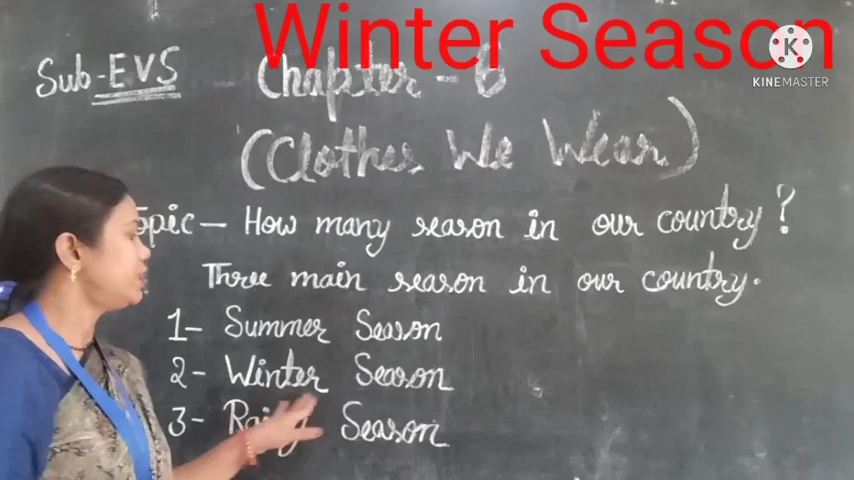 Winter Season
KINEMASTER
Sub-EVS Chapter-6
(Clothes We Wear)
Topic- How many season in our country?
Three main season in our country.
1- Summer Season
2- Winter Season
3- Rainy Season